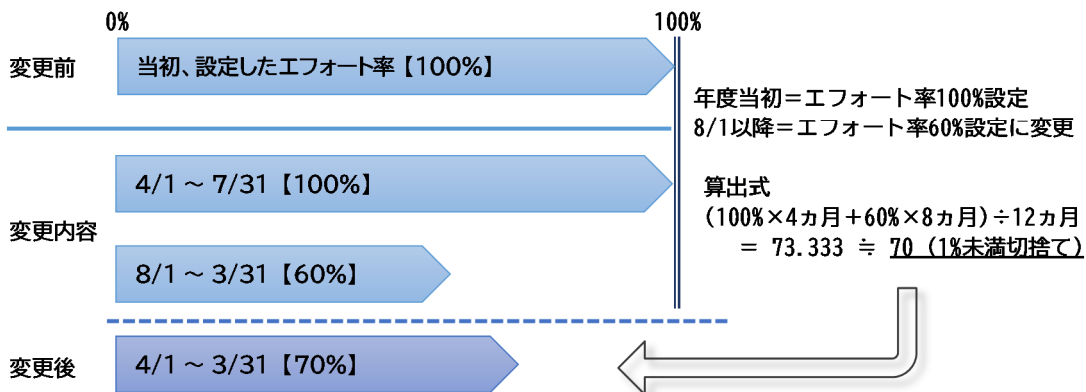 0%
100%
変更前
当初、設定したエフォート率【100%】
年度当初＝エフォート率100%設定
8/1以降＝エフォート率60%設定に変更
変更内容
4/1 ~ 7/31【100%】
8/1 ~ 3/31【60%】
算出式
(100%×4ヵ月＋60%×8ヵ月)÷12ヵ月
= 73.333 ≒ 70 (1%未満切捨て)
変更後
4/1 ~ 3/31【70%】